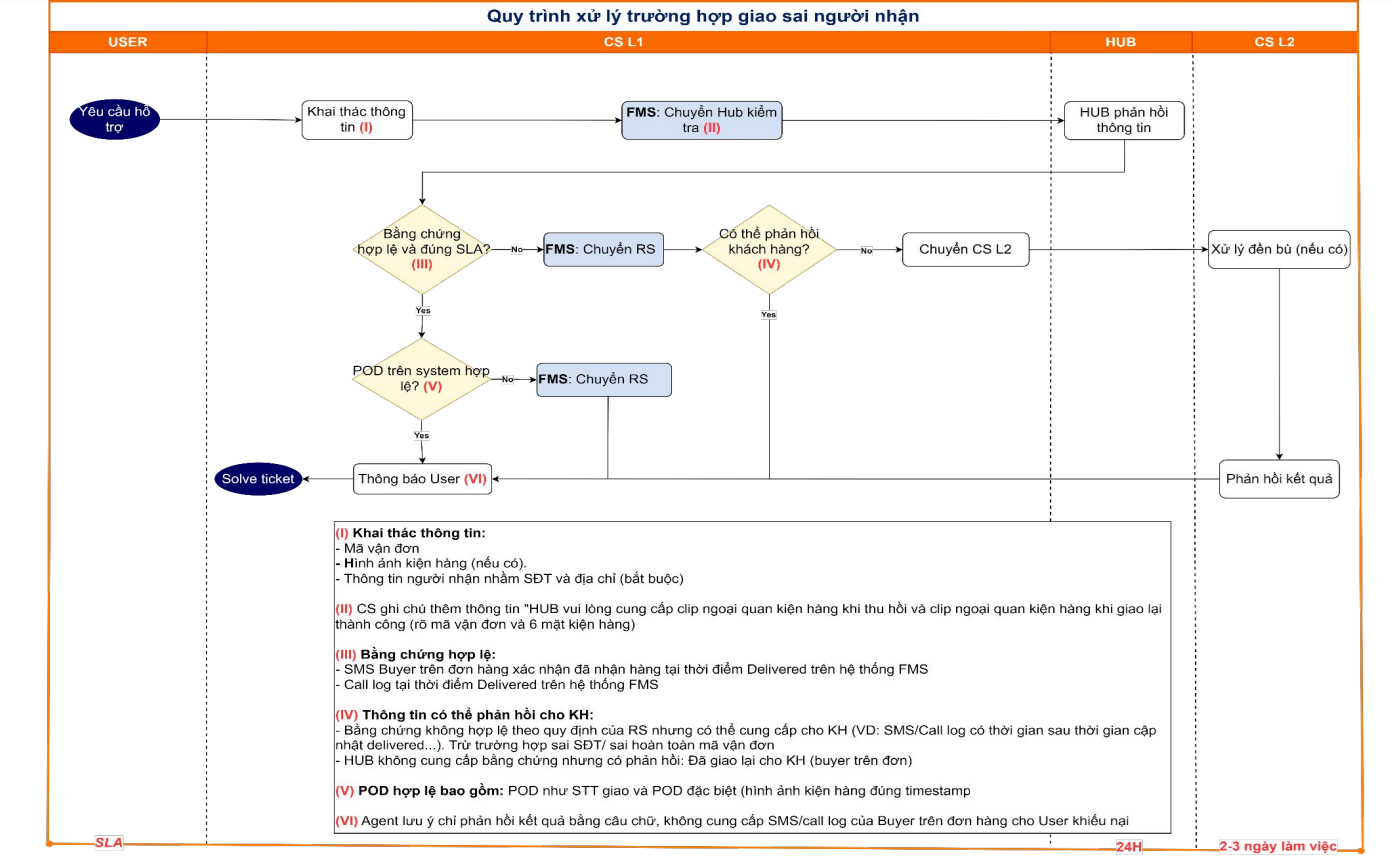 Quy trình xử lý trường hợp giao sai người nhận
USER
CS L1
HUB
CS L2
Yêu cầu hỗ
trợ
Khai thác thông
tin (I)
FMS: Chuyển Hub kiểm
tra (II)
HUB phản hồi
thông tin
Bằng chứng
hợp lệ và đúng SLA?
(III)
No
FMS: Chuyển RS
Có thể phản hồi
khách hàng?
(IV)
No
Chuyển CS L2
Xử lý đền bù (nếu có)
Yes
Yes
POD trên system hợp
lệ? (V)
No
FMS: Chuyển RS
Yes
Solve ticket
Thông báo User (VI)
Phản hồi kết quả
(I) Khai thác thông tin:
- Mã vận đơn
- Hình ảnh kiện hàng (nếu có).
- Thông tin người nhận nhầm SĐT và địa chỉ (bắt buộc)
(II) CS ghi chú thêm thông tin "HUB vui lòng cung cấp clip ngoại quan kiện hàng khi thu hồi và clip ngoại quan kiện hàng khi giao lại
thành công (rõ mã vận đơn và 6 mặt kiện hàng)
(III) Bằng chứng hợp lệ:
- SMS Buyer trên đơn hàng xác nhận đã nhận hàng tại thời điểm Delivered trên hệ thống FMS
- Call log tại thời điểm Delivered trên hệ thống FMS
(IV) Thông tin có thể phản hồi cho KH:
- Bằng chứng không hợp lệ theo quy định của RS nhưng có thể cung cấp cho KH (VD: SMS/Call log có thời gian sau thời gian cập
nhật delivered...). Trừ trường hợp sai SĐT/ sai hoàn toàn mã vận đơn
- HUB không cung cấp bằng chứng nhưng có phản hồi: Đã giao lại cho KH (buyer trên đơn)
(V) POD hợp lệ bao gồm: POD như STT giao và POD đặc biệt (hình ảnh kiện hàng đúng timestamp
(VI) Agent lưu ý chỉ phản hồi kết quả bằng câu chữ, không cung cấp SMS/call log của Buyer trên đơn hàng cho User khiếu nại
SLA
24H
2-3 ngày làm việc